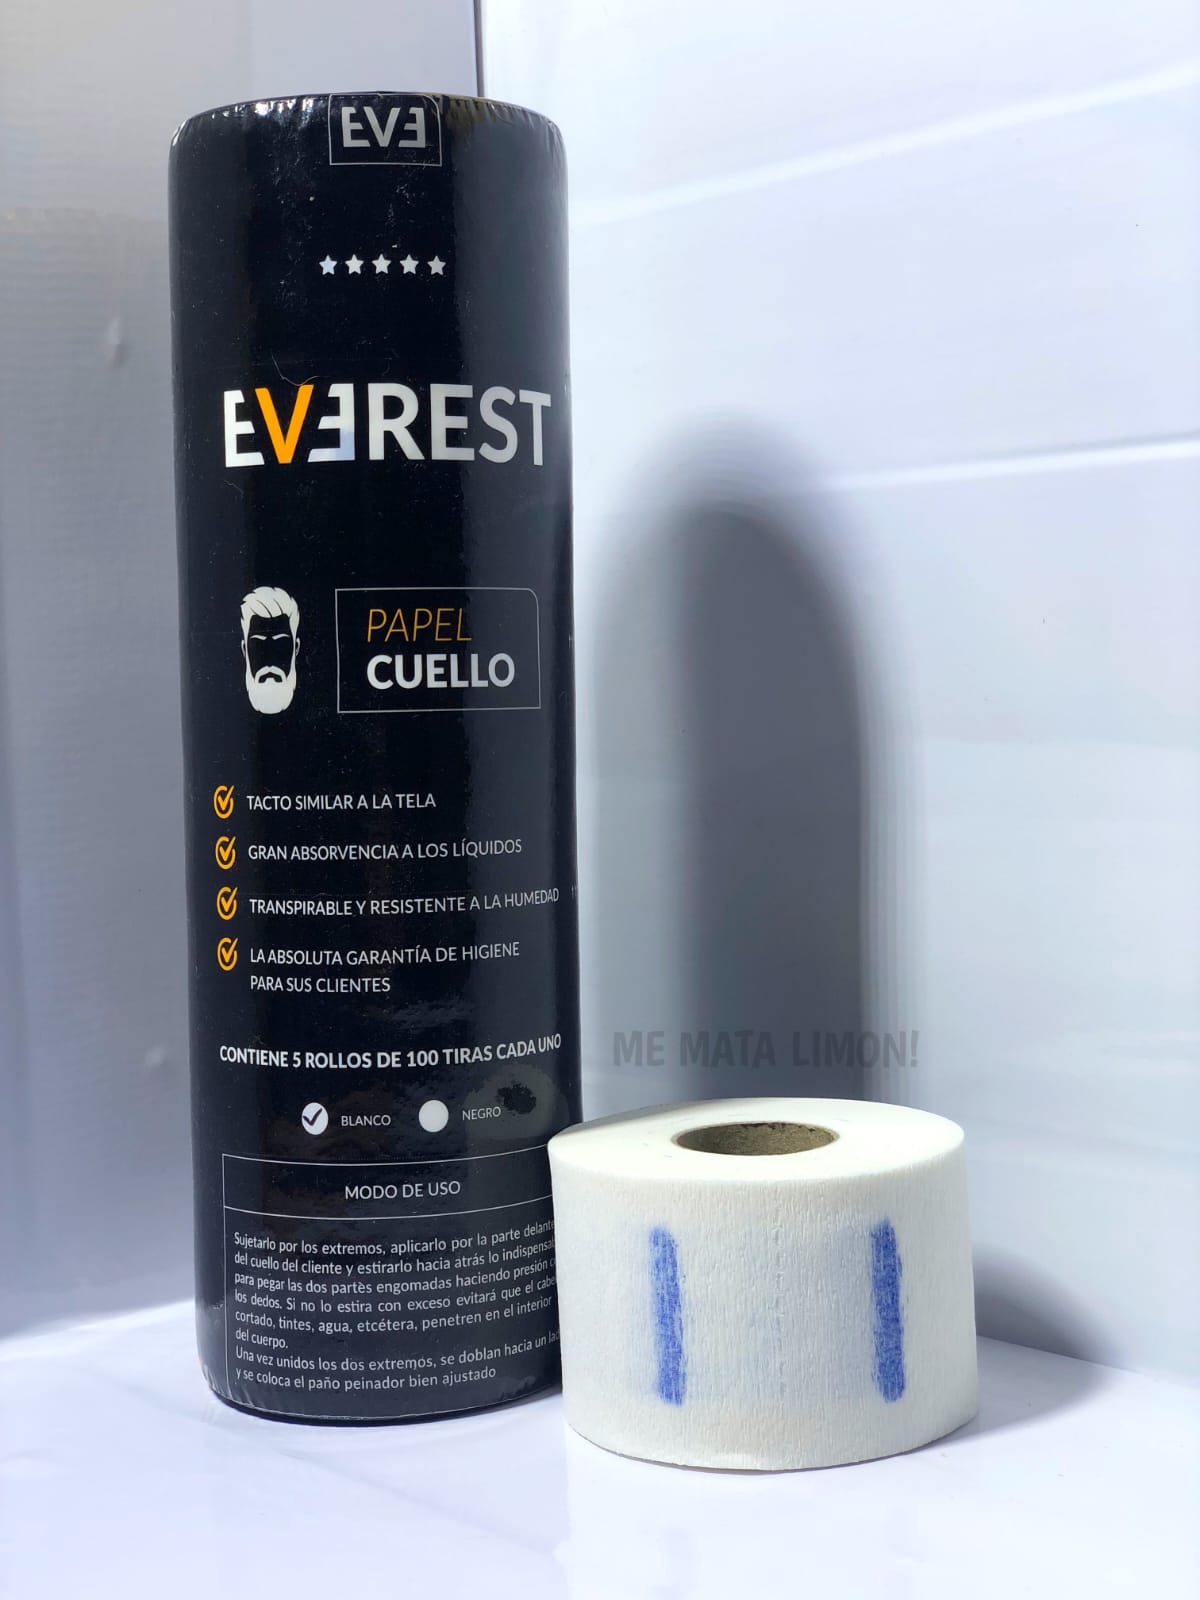 EVE
EVEREST
PAPEL
CUELLO
TACTO SIMILAR A LA TELA
GRAN ABSORVENCIA A LOS LÍQUIDOS
TRANSPIRABLE Y RESISTENTE A LA HUMEDAD
LA ABSOLUTA GARANTÍA DE HIGIENE
PARA SUS CLIENTES
CONTIENE 5 ROLLOS DE 100 TIRAS CADA UNO
BLANCO NEGRO
MODO DE USO
Sujetarlo por los extremos, aplicarlo por la parte
del cuello del cliente y estirarlo hacia atrás lo
para pegar las dos partes engomadas haciendo presión
los dedos. Si no lo estira con exceso evitará que el
cortado, tintes, agua, etcétera, penetren en el interior
del cuerpo.
Una vez unidos los dos extremos, se doblan hacia un
y se coloca el paño peinador bien ajustado
ME MATA LIMON!